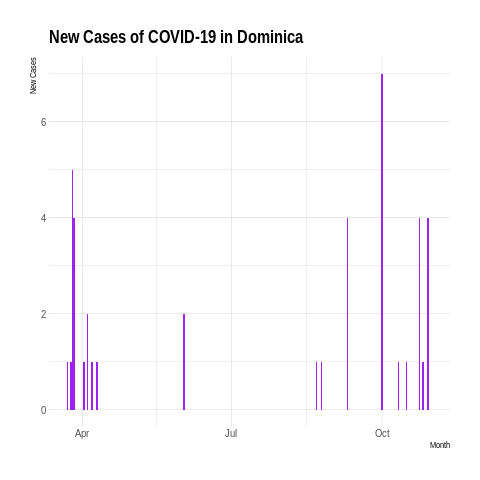 New Cases of COVID-19 in Dominica
New Cases
6
4
2
0
Apr Jul Oct
Month